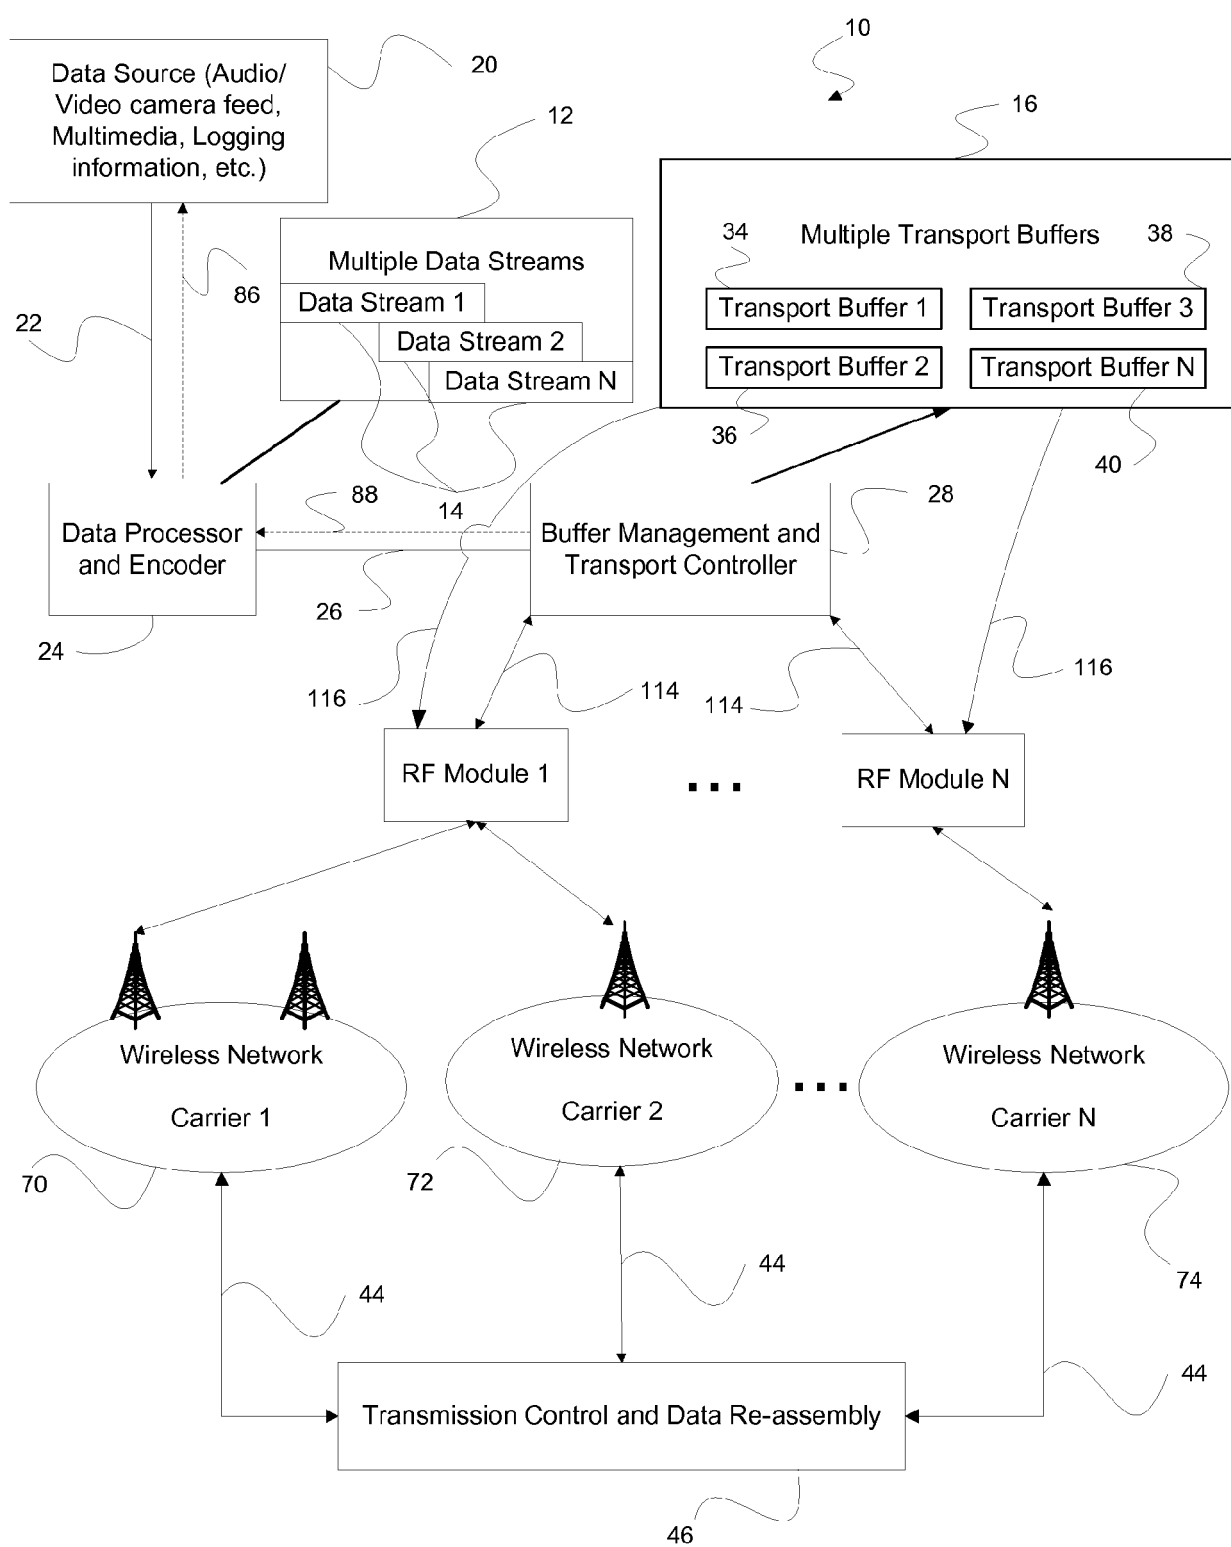 10
Data Source (Audio/
Video camera feed,
Multimedia, Logging
information, etc.)
20
12
16
Multiple Data Streams
Data Stream 1
Data Stream 2
Data Stream N
34
Multiple Transport Buffers
38
Transport Buffer 1
Transport Buffer 3
Transport Buffer 2
Transport Buffer N
36
40
22
86
88
14
28
Data Processor
and Encoder
Buffer Management and
Transport Controller
24
26
116
114
114
116
RF Module 1
...
RF Module N
Wireless Network
Carrier 1
Wireless Network
Carrier 2
...
Wireless Network
Carrier N
70
72
74
44
44
44
Transmission Control and Data Re-assembly
46